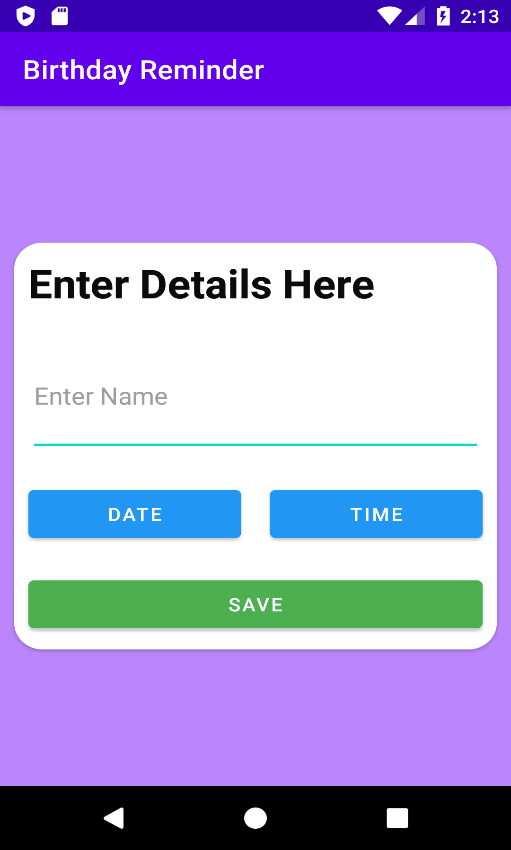 2:13
Birthday Reminder
Enter Details Here
Enter Name
DATE
TIME
SAVE